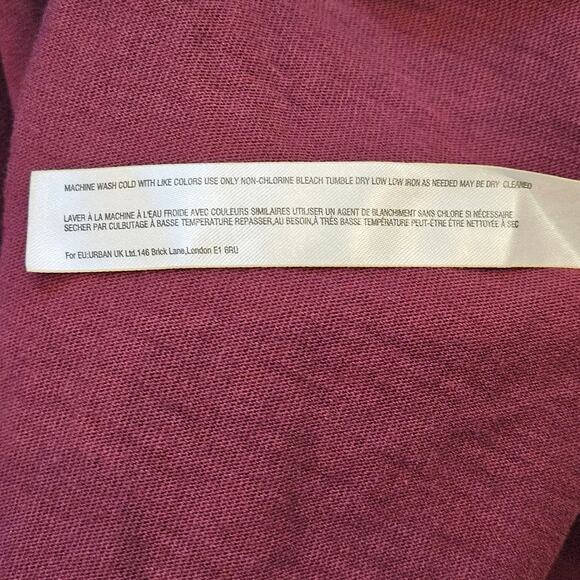 MACHINE WASH COLD WITH LIKE COLORS USE ONLY NON-CHLORINE BLEACH TUMBLE DRY LOW LOW IRON AS NEEDED MAY BE DRY CLEANED
LAVER À LA MACHINE À L'EAU FROIDE AVEC COULEURS SIMILAIRES UTILISER UN AGENT DE BLANCHIMENT SANS CHLORE SI NÉCESSAIRE
SECHER PAR CULBUTAGE À BASSE TEMPERATURE REPASSER,AU BESOIN,À TRÈS BASSE TEMPÉRATURE PEUT-ÊTRE ÊTRE NETTOYÉE À SEC
For EU:URBAN UK Ltd.146 Brick Lane,London E1 6RU